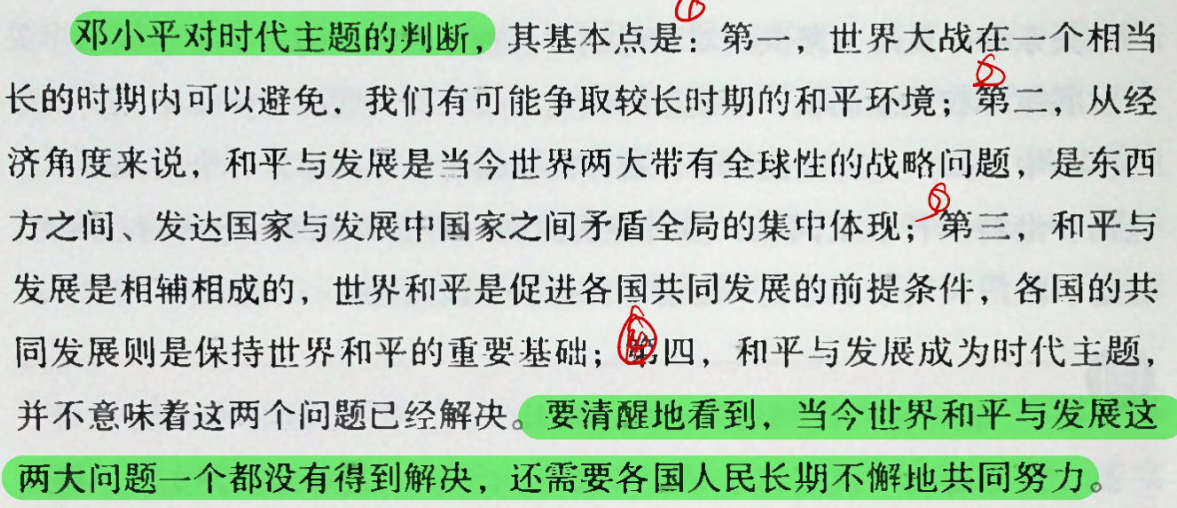 邓小平对时代主题的判断，其基本点是：第一，世界大战在一个相当
长的时期内可以避免，我们有可能争取较长时期的和平环境；第二，从经
济角度来说，和平与发展是当今世界两大带有全球性的战略问题，是东西
方之间、发达国家与发展中国家之间矛盾全局的集中体现；第三，和平与
发展是相辅相成的，世界和平是促进各国共同发展的前提条件，各国的共
同发展则是保持世界和平的重要基础；第四，和平与发展成为时代主题，
并不意味着这两个问题已经解决。要清醒地看到，当今世界和平与发展这
两大问题一个都没有得到解决，还需要各国人民长期不懈地共同努力。